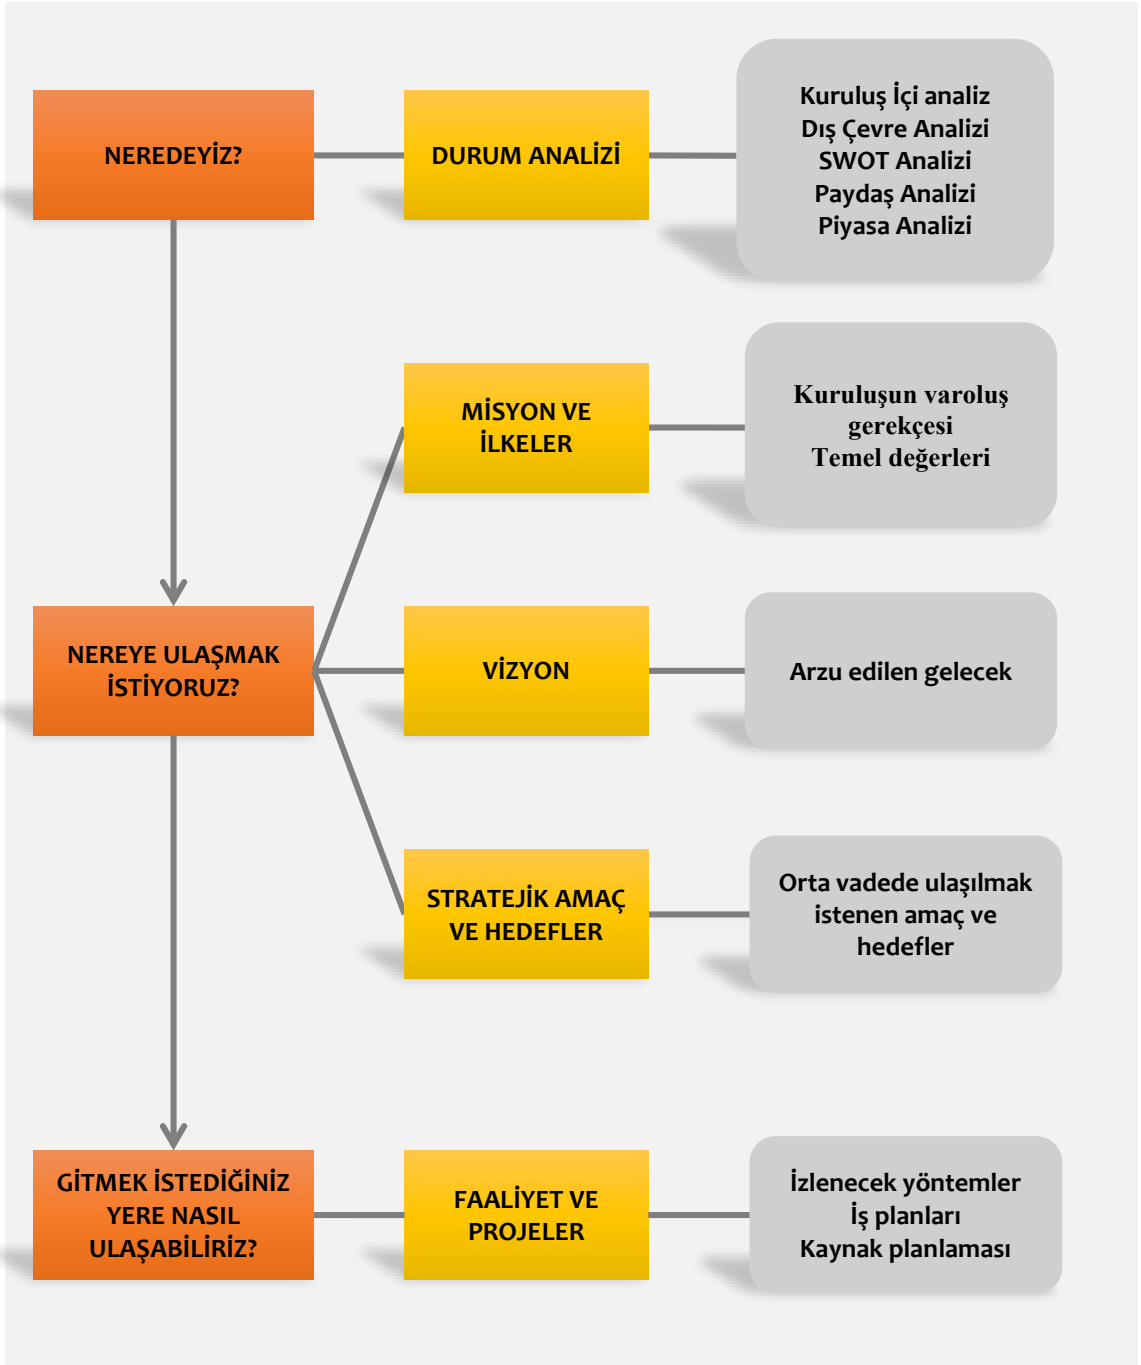 NEREDEYİZ?
DURUM ANALİZİ
Kuruluş İçi analiz
Dış Çevre Analizi
SWOT Analizi
Paydaş Analizi
Piyasa Analizi
MİSYON VE
İLKELER
Kuruluşun varoluş
gerekçesi
Temel değerleri
NEREYE ULAŞMAK
İSTİYORUZ?
VİZYON
Arzu edilen gelecek
STRATEJİK AMAÇ
VE HEDEFLER
Orta vadede ulaşılmak
istenen amaç ve
hedefler
GİTMEK İSTEDİĞİNİZ
YERE NASIL
ULAŞABİLİRİZ?
FAALİYET VE
PROJELER
İzlenecek yöntemler
İş planları
Kaynak planlaması